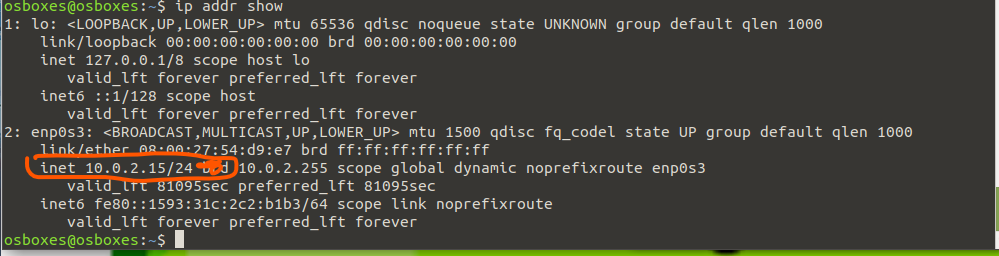 osboxes@osboxes:~$ ip addr show
1: lo: <LOOPBACK,UP,LOWER_UP> mtu 65536 qdisc noqueue state UNKNOWN group default qlen 1000
    link/loopback 00:00:00:00:00:00 brd 00:00:00:00:00:00
    inet 127.0.0.1/8 scope host lo
       valid_lft forever preferred_lft forever
    inet6 ::1/128 scope host
       valid_lft forever preferred_lft forever
2: enp0s3: <BROADCAST,MULTICAST,UP,LOWER_UP> mtu 1500 qdisc fq_codel state UP group default qlen 1000
    link/ether 08:00:27:54:d9:e7 brd ff:ff:ff:ff:ff:ff
    inet 10.0.2.15/24 brd 10.0.2.255 scope global dynamic noprefixroute enp0s3
       valid_lft 81095sec preferred_lft 81095sec
    inet6 fe80::1593:31c:2c2:b1b3/64 scope link noprefixroute
       valid_lft forever preferred_lft forever
osboxes@osboxes:~$